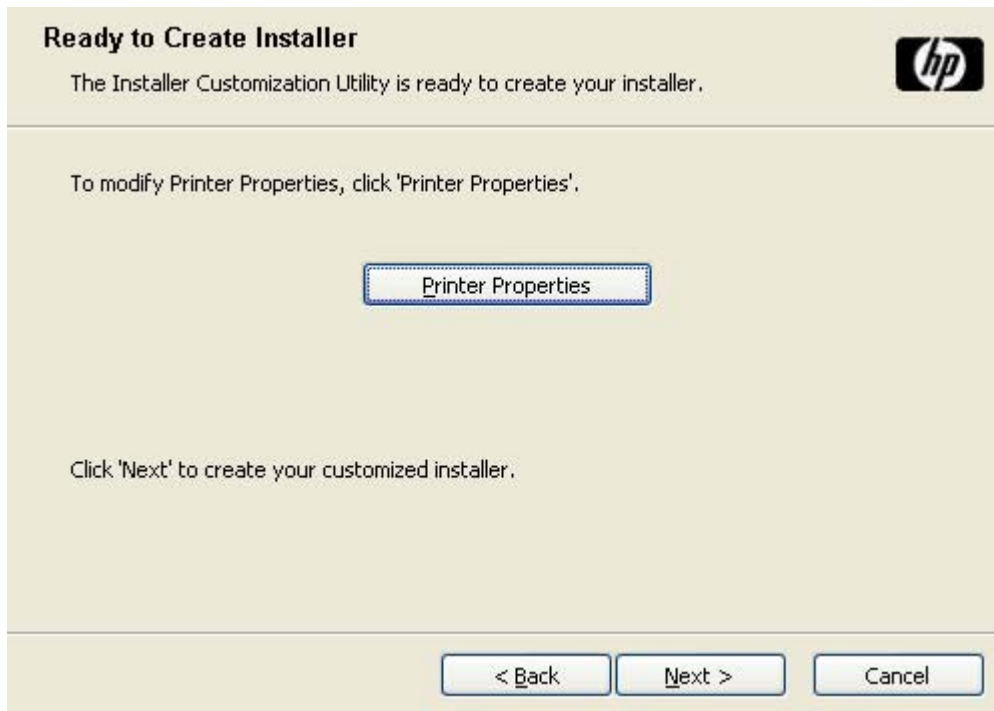 Ready to Create Installer
The Installer Customization Utility is ready to create your installer.
hp
To modify Printer Properties, click 'Printer Properties'.
Printer Properties
Click 'Next' to create your customized installer.
< Back
Next >
Cancel